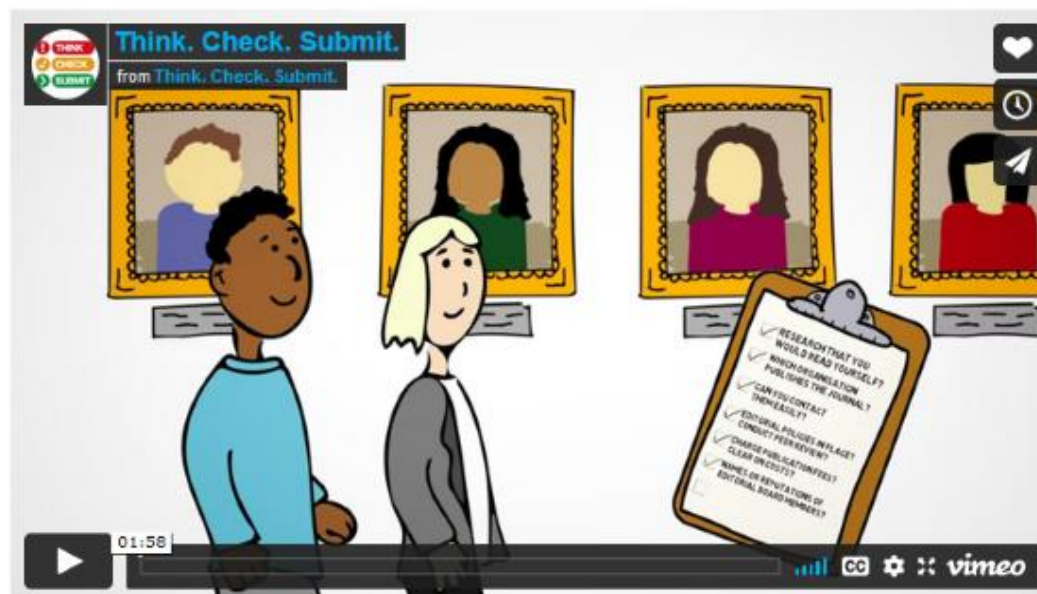 THINK
CHECK
SUBMIT
Think. Check. Submit.
from Think. Check. Submit.
RESEARCH THAT YOU
WOULD READ YOURSELF?
WHICH ORGANISATION
PUBLISHES THE JOURNAL?
CAN YOU CONTACT
THEM EASILY?
EDITORIAL POLICIES IN PLACE?
CONDUCT PEER REVIEW?
CHARGE PUBLICATION FEES?
CLEAR ON COSTS?
NAMES OR REPUTATIONS OF
EDITORIAL BOARD MEMBERS?
01:58
CC
vimeo